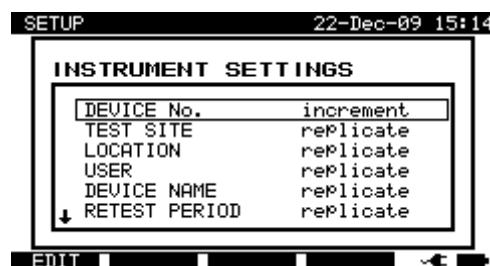 SETUP 22-Dec-09 15:14
INSTRUMENT SETTINGS
DEVICE No. increment
TEST SITE replicate
LOCATION replicate
USER replicate
DEVICE NAME replicate
RETEST PERIOD replicate
EDIT